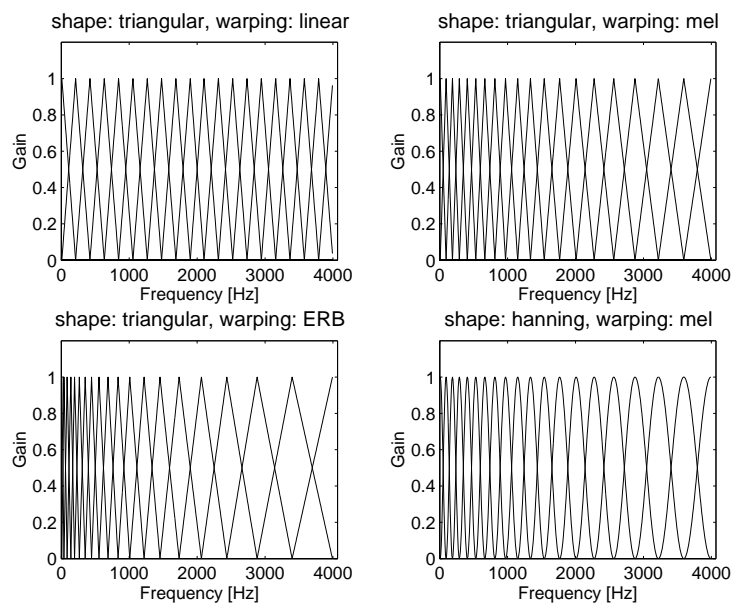 shape: triangular, warping: linear
1
0.8
0.6
0.4
0.2
0
Gain
0 1000 2000 3000 4000
Frequency [Hz]
shape: triangular, warping: mel
1
0.8
0.6
0.4
0.2
0
Gain
0 1000 2000 3000 4000
Frequency [Hz]
shape: triangular, warping: ERB
1
0.8
0.6
0.4
0.2
0
Gain
0 1000 2000 3000 4000
Frequency [Hz]
shape: hanning, warping: mel
1
0.8
0.6
0.4
0.2
0
Gain
0 1000 2000 3000 4000
Frequency [Hz]